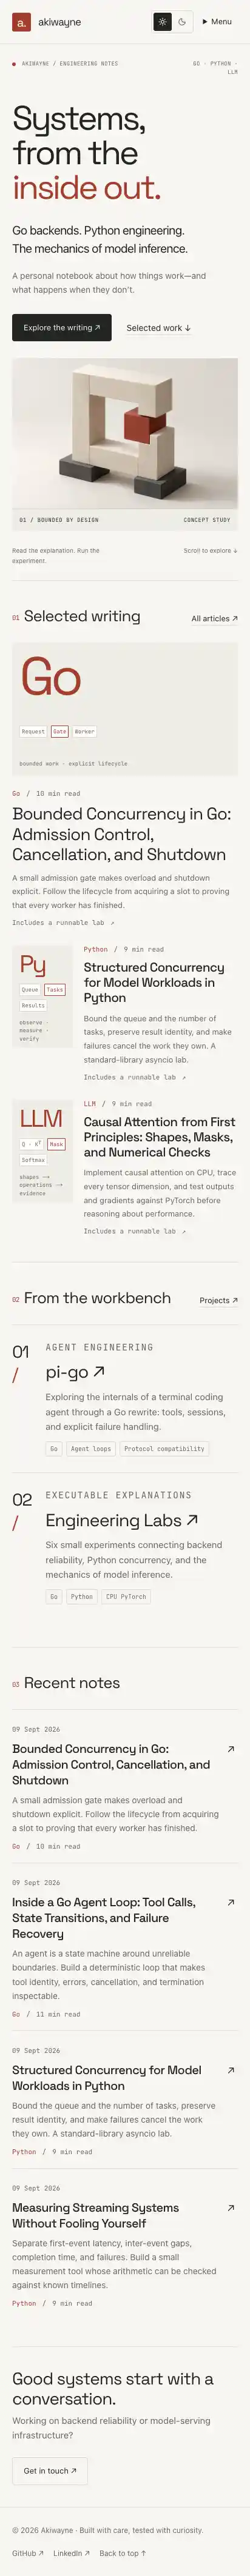 a. akiwayne Menu
AKIWAYNE / ENGINEERING NOTES GO · PYTHON ·
LLM
Systems,
from the
inside out.
Go backends. Python engineering.
The mechanics of model inference.
A personal notebook about how things work—and
what happens when they don't.
Explore the writing ↗ Selected work ↓
01 / BOUNDED BY DESIGN CONCEPT STUDY
Read the explanation. Run the
experiment.
Scroll to explore ↓
01 Selected writing All articles ↗
Go
Request Gate Worker
bounded work · explicit lifecycle
Go / 10 min read
Bounded Concurrency in Go:
Admission Control,
Cancellation, and Shutdown
A small admission gate makes overload and shutdown
explicit. Follow the lifecycle from acquiring a slot to proving
that every worker has finished.
Includes a runnable lab ↗
Py
Queue Tasks
Results
observe ·
measure ·
verify
Python / 9 min read
Structured Concurrency
for Model Workloads in
Python
Bound the queue and the number of
tasks, preserve result identity, and make
failures cancel the work they own. A
standard-library asyncio lab.
Includes a runnable lab ↗
LLM
Q · Kᵀ Mask
Softmax
shapes →
operations →
evidence
LLM / 9 min read
Causal Attention from First
Principles: Shapes, Masks,
and Numerical Checks
Implement causal attention on CPU, trace
every tensor dimension, and test outputs
and gradients against PyTorch before
reasoning about performance.
Includes a runnable lab ↗
02 From the workbench Projects ↗
01
/
AGENT ENGINEERING
pi-go ↗
Exploring the internals of a terminal coding
agent through a Go rewrite: tools, sessions,
and explicit failure handling.
Go Agent loops Protocol compatibility
02
/
EXECUTABLE EXPLANATIONS
Engineering Labs ↗
Six small experiments connecting backend
reliability, Python concurrency, and the
mechanics of model inference.
Go Python CPU PyTorch
03 Recent notes
09 Sept 2026
Bounded Concurrency in Go: ↗
Admission Control, Cancellation, and
Shutdown
A small admission gate makes overload and
shutdown explicit. Follow the lifecycle from acquiring
a slot to proving that every worker has finished.
Go / 10 min read
09 Sept 2026
Inside a Go Agent Loop: Tool Calls, ↗
State Transitions, and Failure
Recovery
An agent is a state machine around unreliable
boundaries. Build a deterministic loop that makes
tool identity, errors, cancellation, and termination
inspectable.
Go / 11 min read
09 Sept 2026
Structured Concurrency for Model ↗
Workloads in Python
Bound the queue and the number of tasks, preserve
result identity, and make failures cancel the work
they own. A standard-library asyncio lab.
Python / 9 min read
09 Sept 2026
Measuring Streaming Systems ↗
Without Fooling Yourself
Separate first-event latency, inter-event gaps,
completion time, and failures. Build a small
measurement tool whose arithmetic can be checked
against known timelines.
Python / 9 min read
Good systems start with a
conversation.
Working on backend reliability or model-serving
infrastructure?
Get in touch ↗
© 2026 Akiwayne · Built with care, tested with curiosity.
GitHub ↗ LinkedIn ↗ Back to top ↑